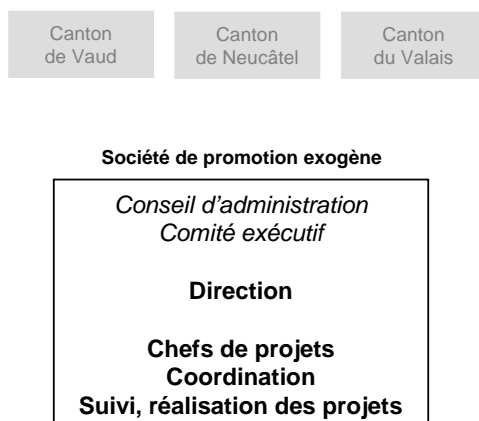 Canton
de Vaud
Canton
de Neucâtel
Canton
du Valais
Société de promotion exogène
Conseil d'administration
Comité exécutif
Direction
Chefs de projets
Coordination
Suivi, réalisation des projets